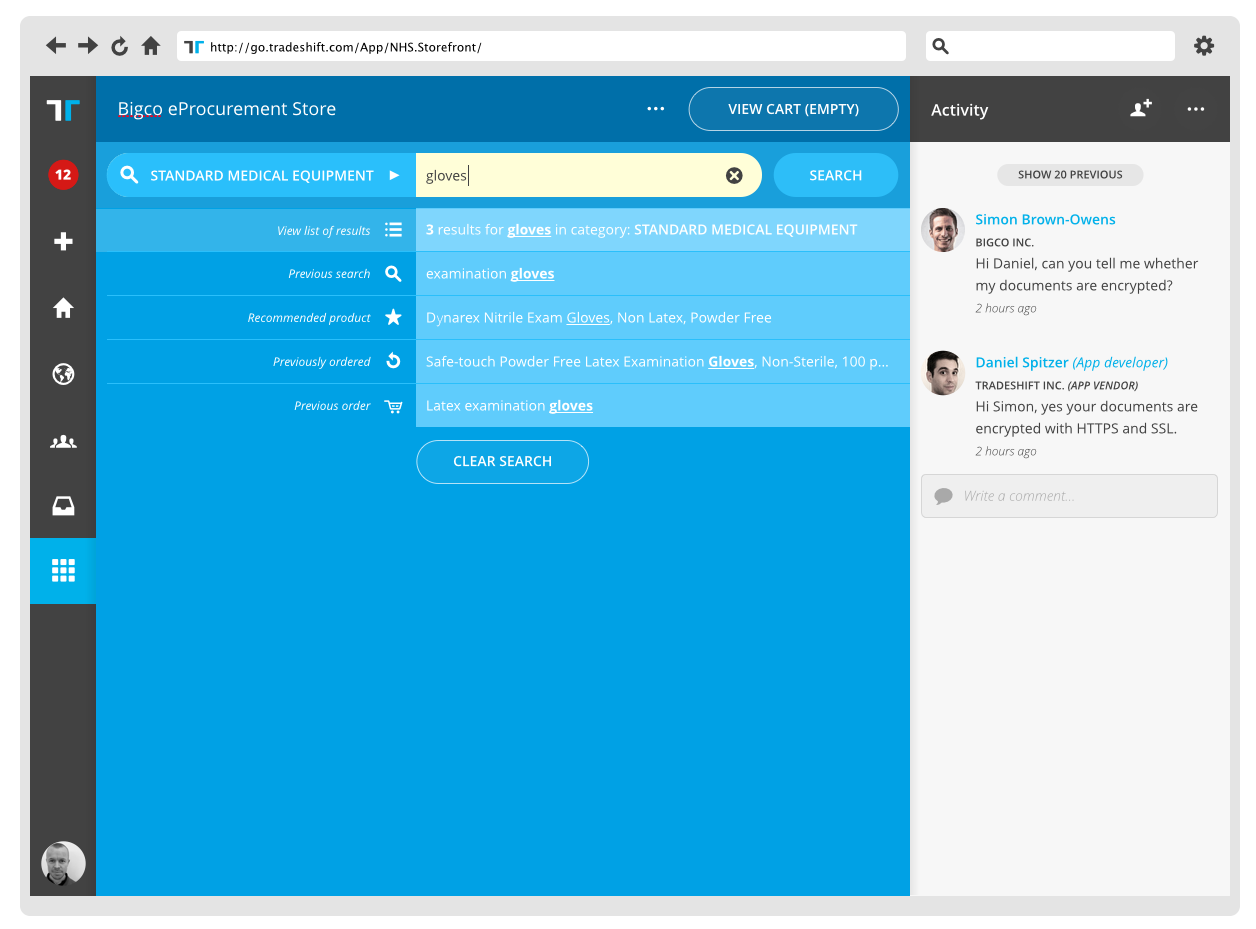 http://go.tradeshift.com/App/NHS.Storefront/
Bigco eProcurement Store
VIEW CART (EMPTY)
12
STANDARD MEDICAL EQUIPMENT
gloves
SEARCH
View list of results
3 results for gloves in category: STANDARD MEDICAL EQUIPMENT
Previous search
examination gloves
Recommended product
Dynarex Nitrile Exam Gloves, Non Latex, Powder Free
Previously ordered
Safe-touch Powder Free Latex Examination Gloves, Non-Sterile, 100 p...
Previous order
Latex examination gloves
CLEAR SEARCH
Activity
SHOW 20 PREVIOUS
Simon Brown-Owens
BIGCO INC.
Hi Daniel, can you tell me whether
my documents are encrypted?
2 hours ago
Daniel Spitzer (App developer)
TRADESHIFT INC. (APP VENDOR)
Hi Simon, yes your documents are
encrypted with HTTPS and SSL.
2 hours ago
Write a comment...